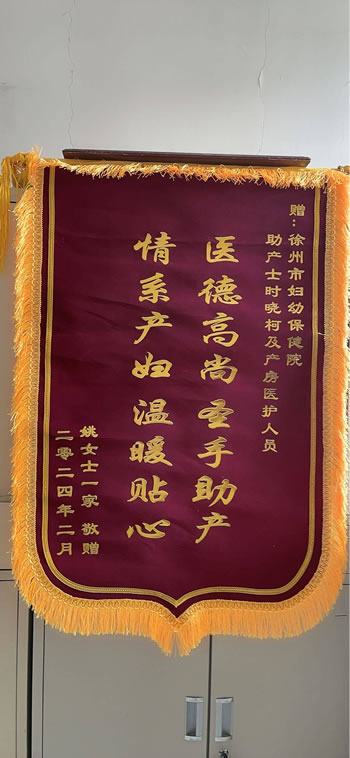 赠：徐州市妇幼保健院
助产士时晓柯及产房医护人员
医德高尚圣手助产
情系产妇温暖贴心
姚女士一家 敬赠
二零二四年二月